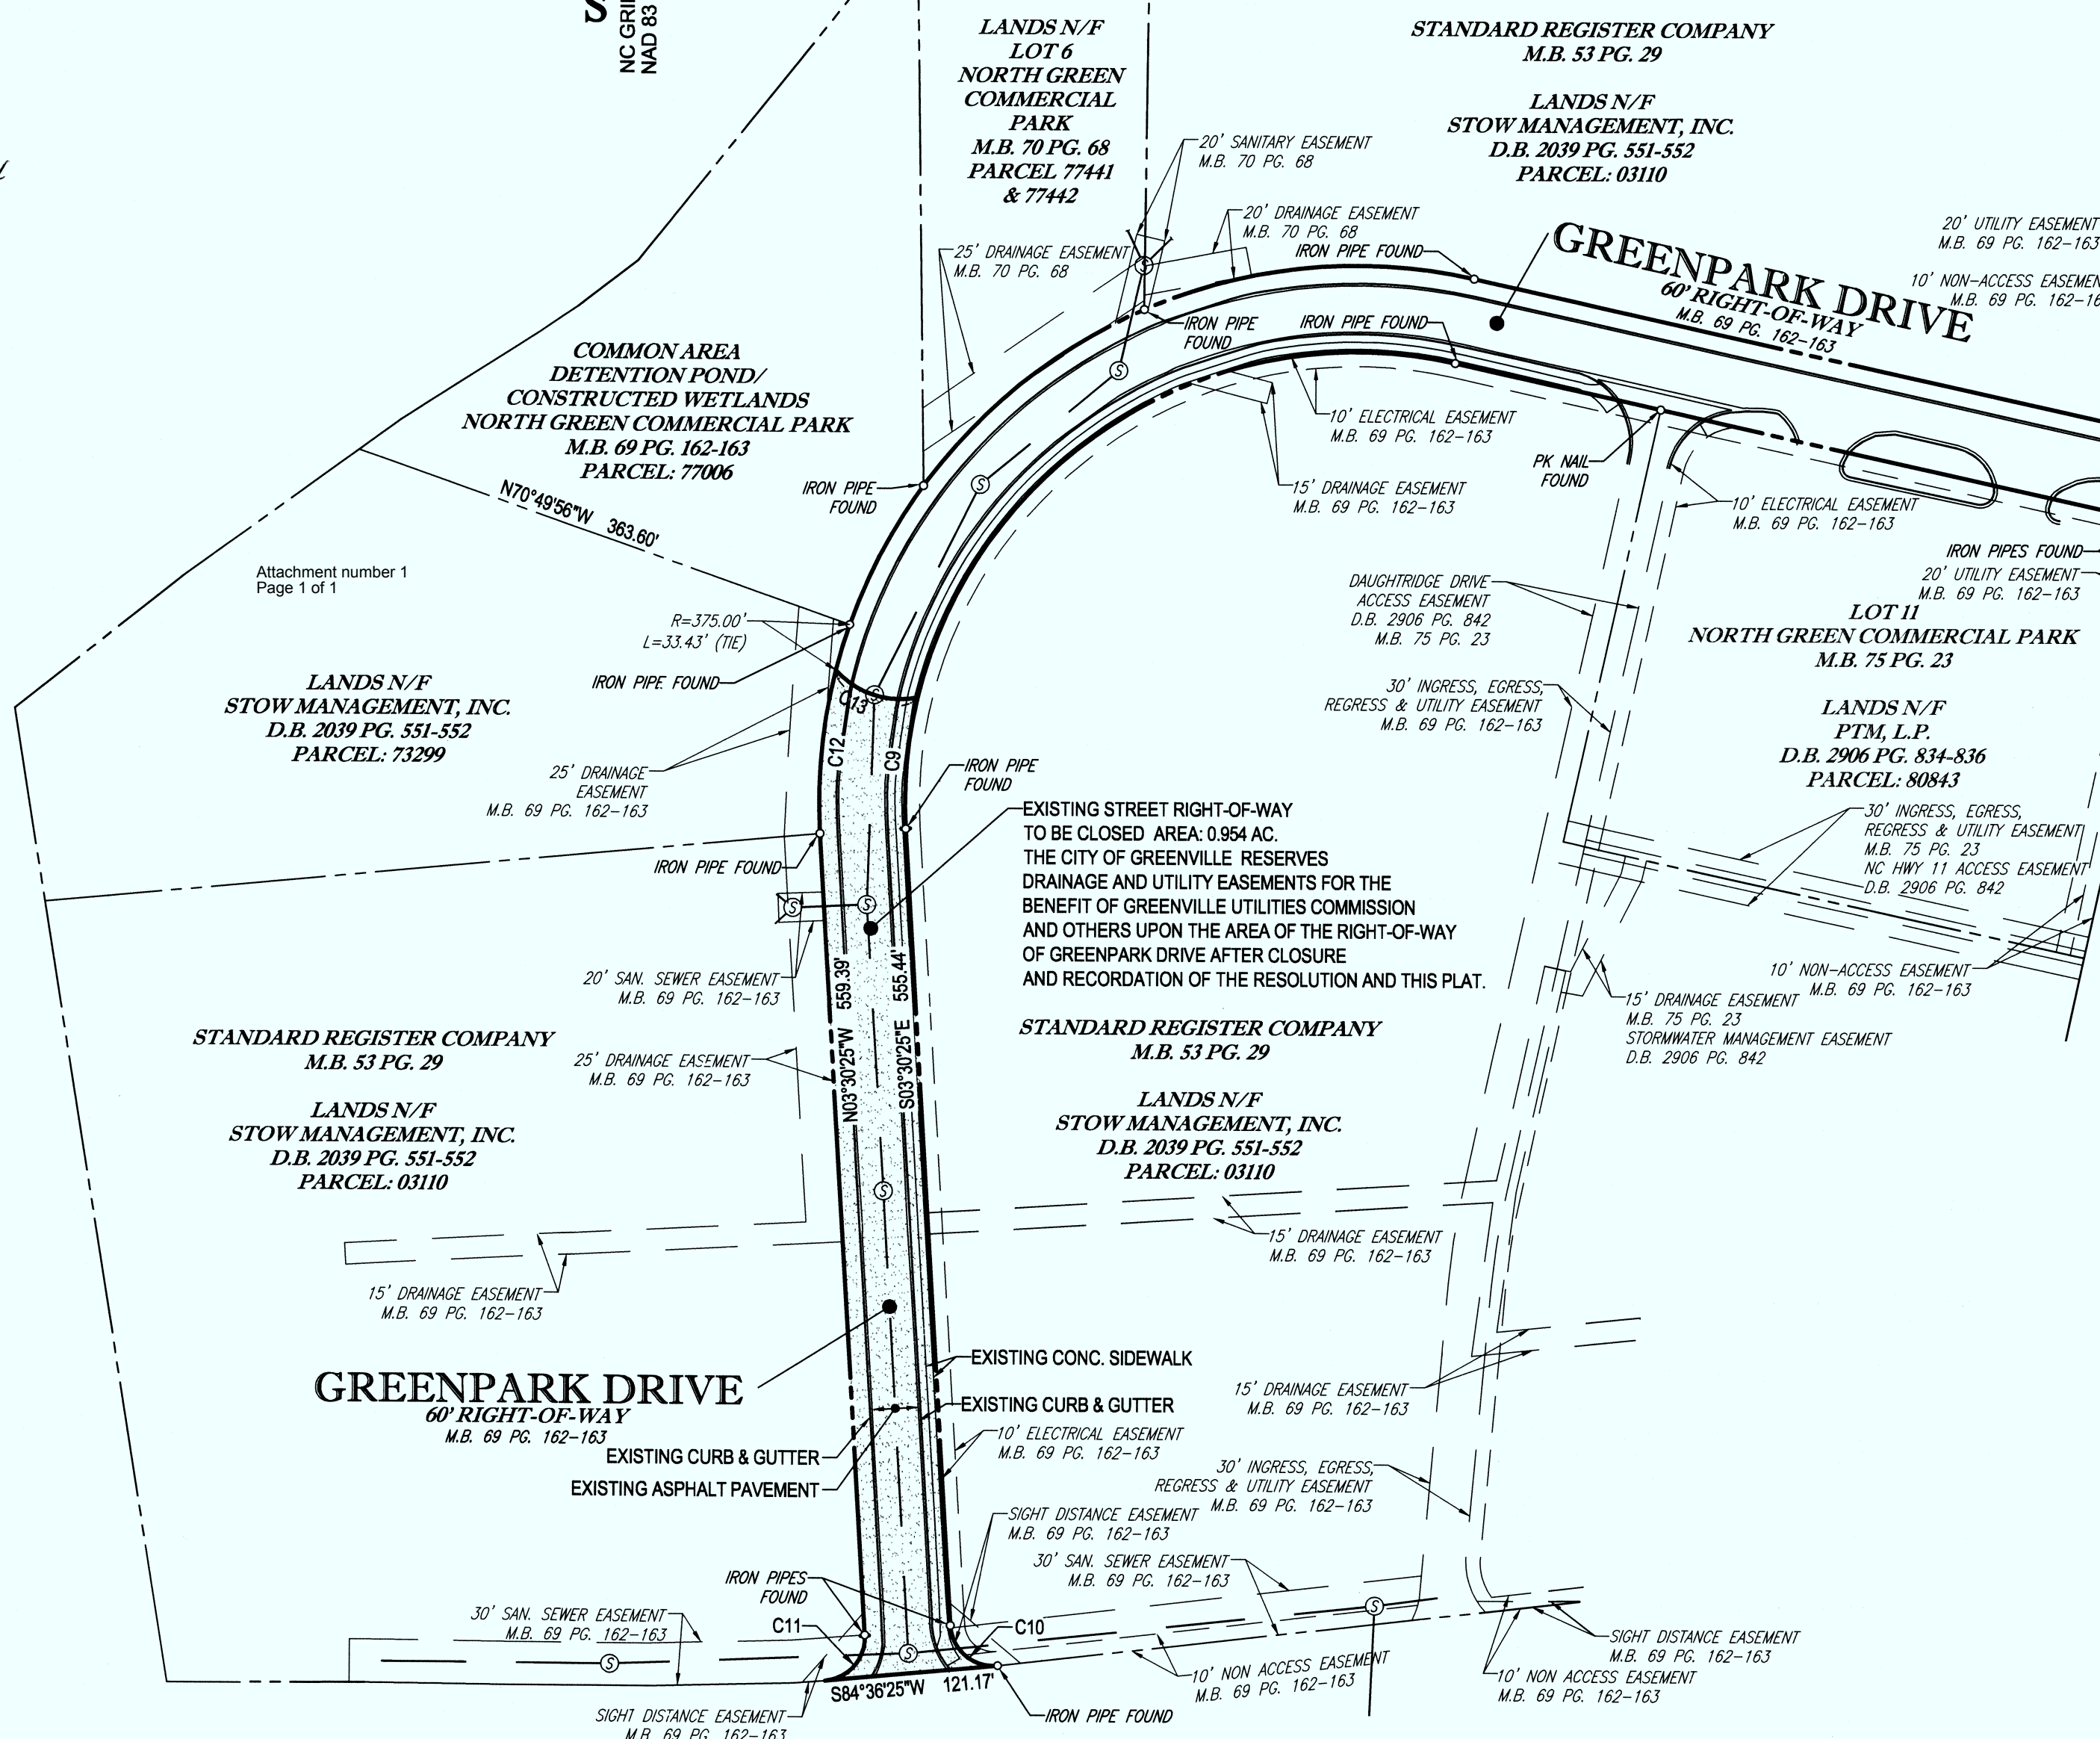 NC GRI
NAD 83
LANDS N/F
LOT 6
NORTH GREEN
COMMERCIAL
PARK
M.B. 70 PG. 68
PARCEL 77441
& 77442
STANDARD REGISTER COMPANY
M.B. 53 PG. 29
LANDS N/F
STOW MANAGEMENT, INC.
D.B. 2039 PG. 551-552
PARCEL: 03110
20' SANITARY EASEMENT
M.B. 70 PG. 68
20' DRAINAGE EASEMENT
M.B. 70 PG. 68
IRON PIPE FOUND
25' DRAINAGE EASEMENT
M.B. 70 PG. 68
GREENPARK DRIVE
60' RIGHT-OF-WAY
M.B. 69 PG. 162-163
20' UTILITY EASEMENT
M.B. 69 PG. 162-163
10' NON-ACCESS EASEMEN
M.B. 69 PG. 162-16
IRON PIPE
FOUND
IRON PIPE FOUND
COMMON AREA
DETENTION POND/
CONSTRUCTED WETLANDS
NORTH GREEN COMMERCIAL PARK
M.B. 69 PG. 162-163
PARCEL: 77006
10' ELECTRICAL EASEMENT
M.B. 69 PG. 162-163
PK NAIL
FOUND
15' DRAINAGE EASEMENT
M.B. 69 PG. 162-163
10' ELECTRICAL EASEMENT
M.B. 69 PG. 162-163
IRON PIPE
FOUND
N70°49'56"W 363.60'
Attachment number 1
Page 1 of 1
IRON PIPES FOUND
20' UTILITY EASEMENT
M.B. 69 PG. 162-163
DAUGHTRIDGE DRIVE
ACCESS EASEMENT
D.B. 2906 PG. 842
M.B. 75 PG. 23
LOT 11
NORTH GREEN COMMERCIAL PARK
M.B. 75 PG. 23
R=375.00'
L=33.43' (TIE)
IRON PIPE FOUND
LANDS N/F
STOW MANAGEMENT, INC.
D.B. 2039 PG. 551-552
PARCEL: 73299
C13
30' INGRESS, EGRESS,
REGRESS & UTILITY EASEMENT
M.B. 69 PG. 162-163
LANDS N/F
PTM, L.P.
D.B. 2906 PG. 834-836
PARCEL: 80843
C12
C9
25' DRAINAGE
EASEMENT
M.B. 69 PG. 162-163
IRON PIPE
FOUND
EXISTING STREET RIGHT-OF-WAY
TO BE CLOSED AREA: 0.954 AC.
THE CITY OF GREENVILLE RESERVES
DRAINAGE AND UTILITY EASEMENTS FOR THE
BENEFIT OF GREENVILLE UTILITIES COMMISSION
AND OTHERS UPON THE AREA OF THE RIGHT-OF-WAY
OF GREENPARK DRIVE AFTER CLOSURE
AND RECORDATION OF THE RESOLUTION AND THIS PLAT.
30' INGRESS, EGRESS,
REGRESS & UTILITY EASEMENT
M.B. 75 PG. 23
NC HWY 11 ACCESS EASEMENT
D.B. 2906 PG. 842
IRON PIPE FOUND
20' SAN. SEWER EASEMENT
M.B. 69 PG. 162-163
N03°30'25"W 559.39'
S03°30'25"E 555.44'
10' NON-ACCESS EASEMENT
M.B. 69 PG. 162-163
15' DRAINAGE EASEMENT
M.B. 75 PG. 23
STORMWATER MANAGEMENT EASEMENT
D.B. 2906 PG. 842
STANDARD REGISTER COMPANY
M.B. 53 PG. 29
LANDS N/F
STOW MANAGEMENT, INC.
D.B. 2039 PG. 551-552
PARCEL: 03110
25' DRAINAGE EASEMENT
M.B. 69 PG. 162-163
STANDARD REGISTER COMPANY
M.B. 53 PG. 29
LANDS N/F
STOW MANAGEMENT, INC.
D.B. 2039 PG. 551-552
PARCEL: 03110
15' DRAINAGE EASEMENT
M.B. 69 PG. 162-163
15' DRAINAGE EASEMENT
M.B. 69 PG. 162-163
GREENPARK DRIVE
60' RIGHT-OF-WAY
M.B. 69 PG. 162-163
EXISTING CONC. SIDEWALK
EXISTING CURB & GUTTER
15' DRAINAGE EASEMENT
M.B. 69 PG. 162-163
10' ELECTRICAL EASEMENT
M.B. 69 PG. 162-163
EXISTING CURB & GUTTER
EXISTING ASPHALT PAVEMENT
30' INGRESS, EGRESS,
REGRESS & UTILITY EASEMENT
M.B. 69 PG. 162-163
SIGHT DISTANCE EASEMENT
M.B. 69 PG. 162-163
30' SAN. SEWER EASEMENT
M.B. 69 PG. 162-163
IRON PIPES
FOUND
30' SAN. SEWER EASEMENT
M.B. 69 PG. 162-163
C11
C10
SIGHT DISTANCE EASEMENT
M.B. 69 PG. 162-163
10' NON ACCESS EASEMENT
M.B. 69 PG. 162-163
10' NON ACCESS EASEMENT
M.B. 69 PG. 162-163
S84°36'25"W 121.17'
IRON PIPE FOUND
SIGHT DISTANCE EASEMENT
M.B. 69 PG. 162-163